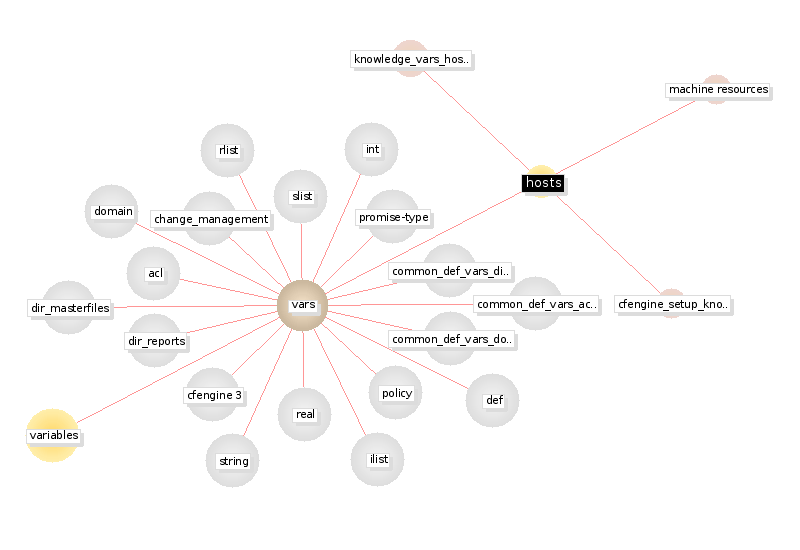 knowledge_vars_hos..
machine resources
rlist
int
hosts
slist
domain
change_management
promise-type
acl
common_def_vars_di..
dir_masterfiles
vars
common_def_vars_ac..
cfengine_setup_kno..
dir_reports
common_def_vars_do..
cfengine 3
policy
def
real
variables
string
ilist